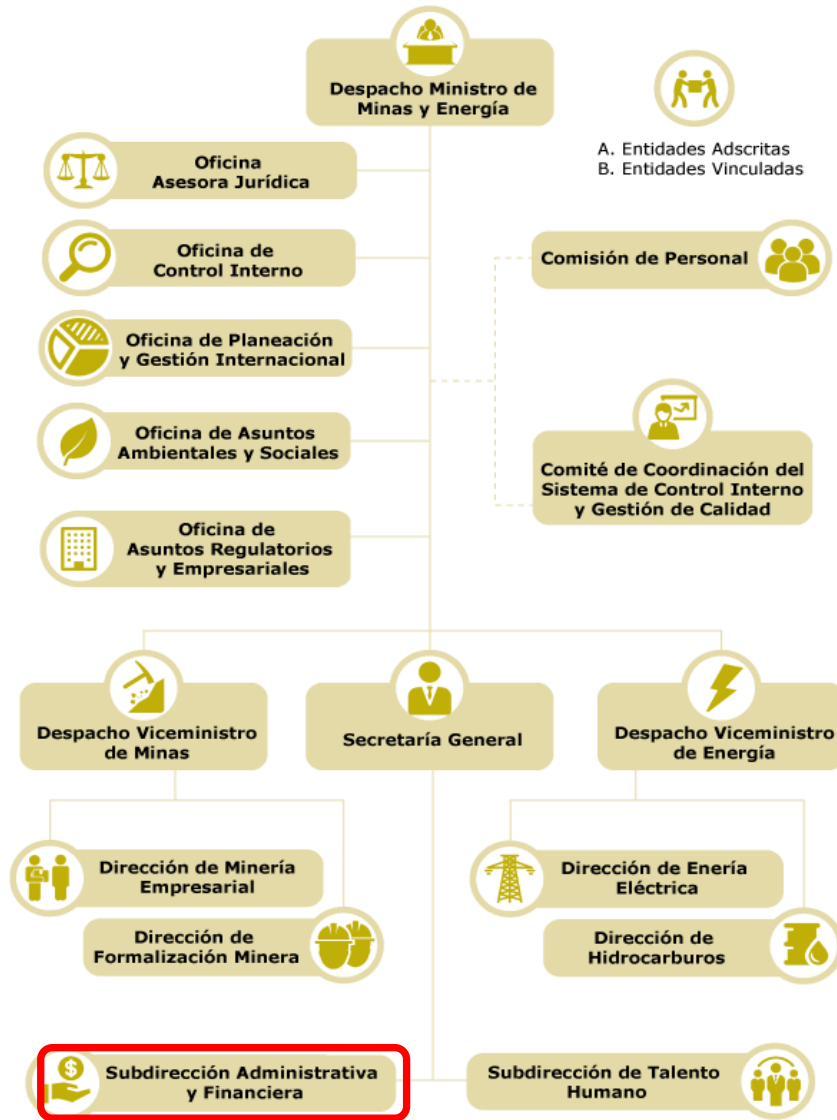 Despacho Ministro de
Minas y Energía
A. Entidades Adscritas
B. Entidades Vinculadas
Oficina
Asesora Jurídica
Oficina de
Control Interno
Comisión de Personal
Oficina de Planeación
y Gestión Internacional
Oficina de Asuntos
Ambientales y Sociales
Comité de Coordinación del
Sistema de Control Interno
y Gestión de Calidad
Oficina de
Asuntos Regulatorios
y Empresariales
Despacho Viceministro
de Minas
Secretaría General
Despacho Viceministro
de Energía
Dirección de Minería
Empresarial
Dirección de
Formalización Minera
Dirección de Enería
Eléctrica
Dirección de
Hidrocarburos
$
Subdirección Administrativa
y Financiera
Subdirección de Talento
Humano